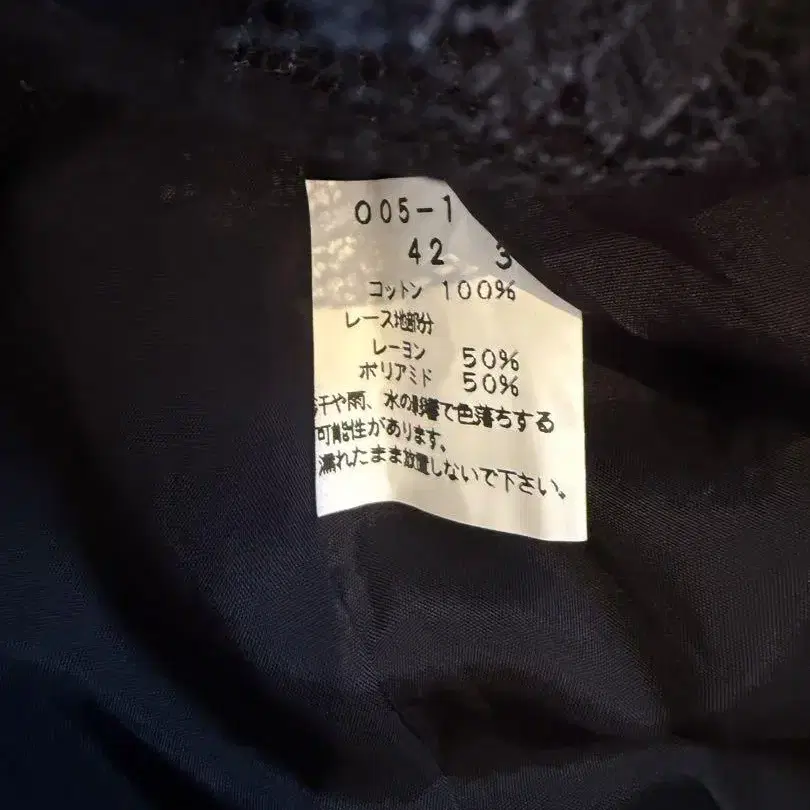 005-1
42 3
コットン 100%
レース地部分
レーヨン 50%
ポリアミド 50%
汗や雨、水の影響で色落ちする
可能性があります。
濡れたまま放置しないで下さい。